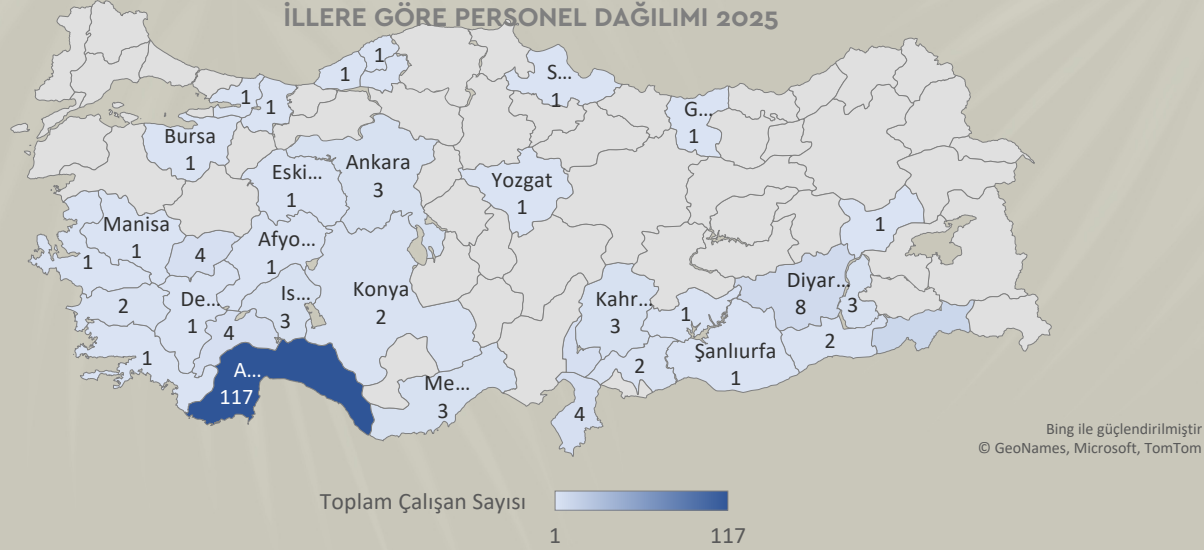 İLLERE GÖRE PERSONEL DAĞILIMI 2025
1
1
S...
1
1
1
G...
1
Bursa
1
Eski...
1
Ankara
3
Yozgat
1
Manisa
1
1
4
Afyo...
1
1
2
De...
1
Is...
3
Konya
2
Kahr...
3
1
Diyar...
8
3
4
1
Şanlıurfa
1
2
2
A...
117
Me...
3
4
Bing ile güçlendirilmiştir
© GeoNames, Microsoft, TomTom
Toplam Çalışan Sayısı
1
117